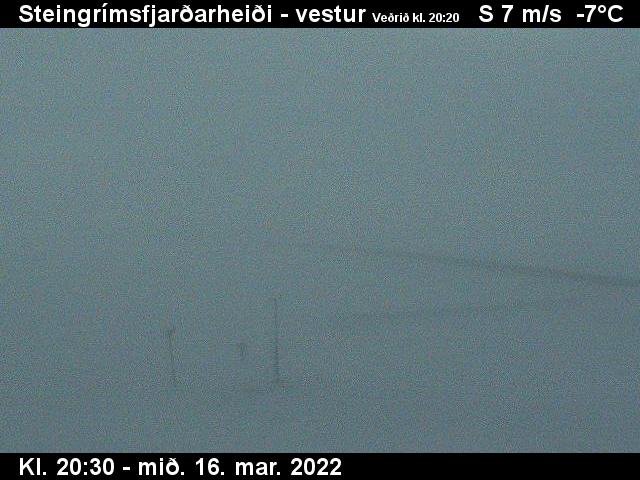 Steingrímsfjarðarheiði - vestur Veðrið kl. 20:20 S 7 m/s -7°C
Kl. 20:30 - mið. 16. mar. 2022